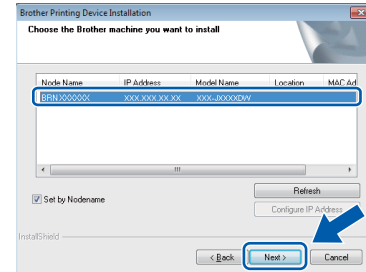 Brother Printing Device Installation
Choose the Brother machine you want to install
Node Name IP Address Model Name Location MAC Ad
BRNXXXXXX XXX.XXX.XX.XX XXX-JXXXXDW
Set by Nodename
Refresh
Configure IP Address
InstallShield
< Back Next > Cancel